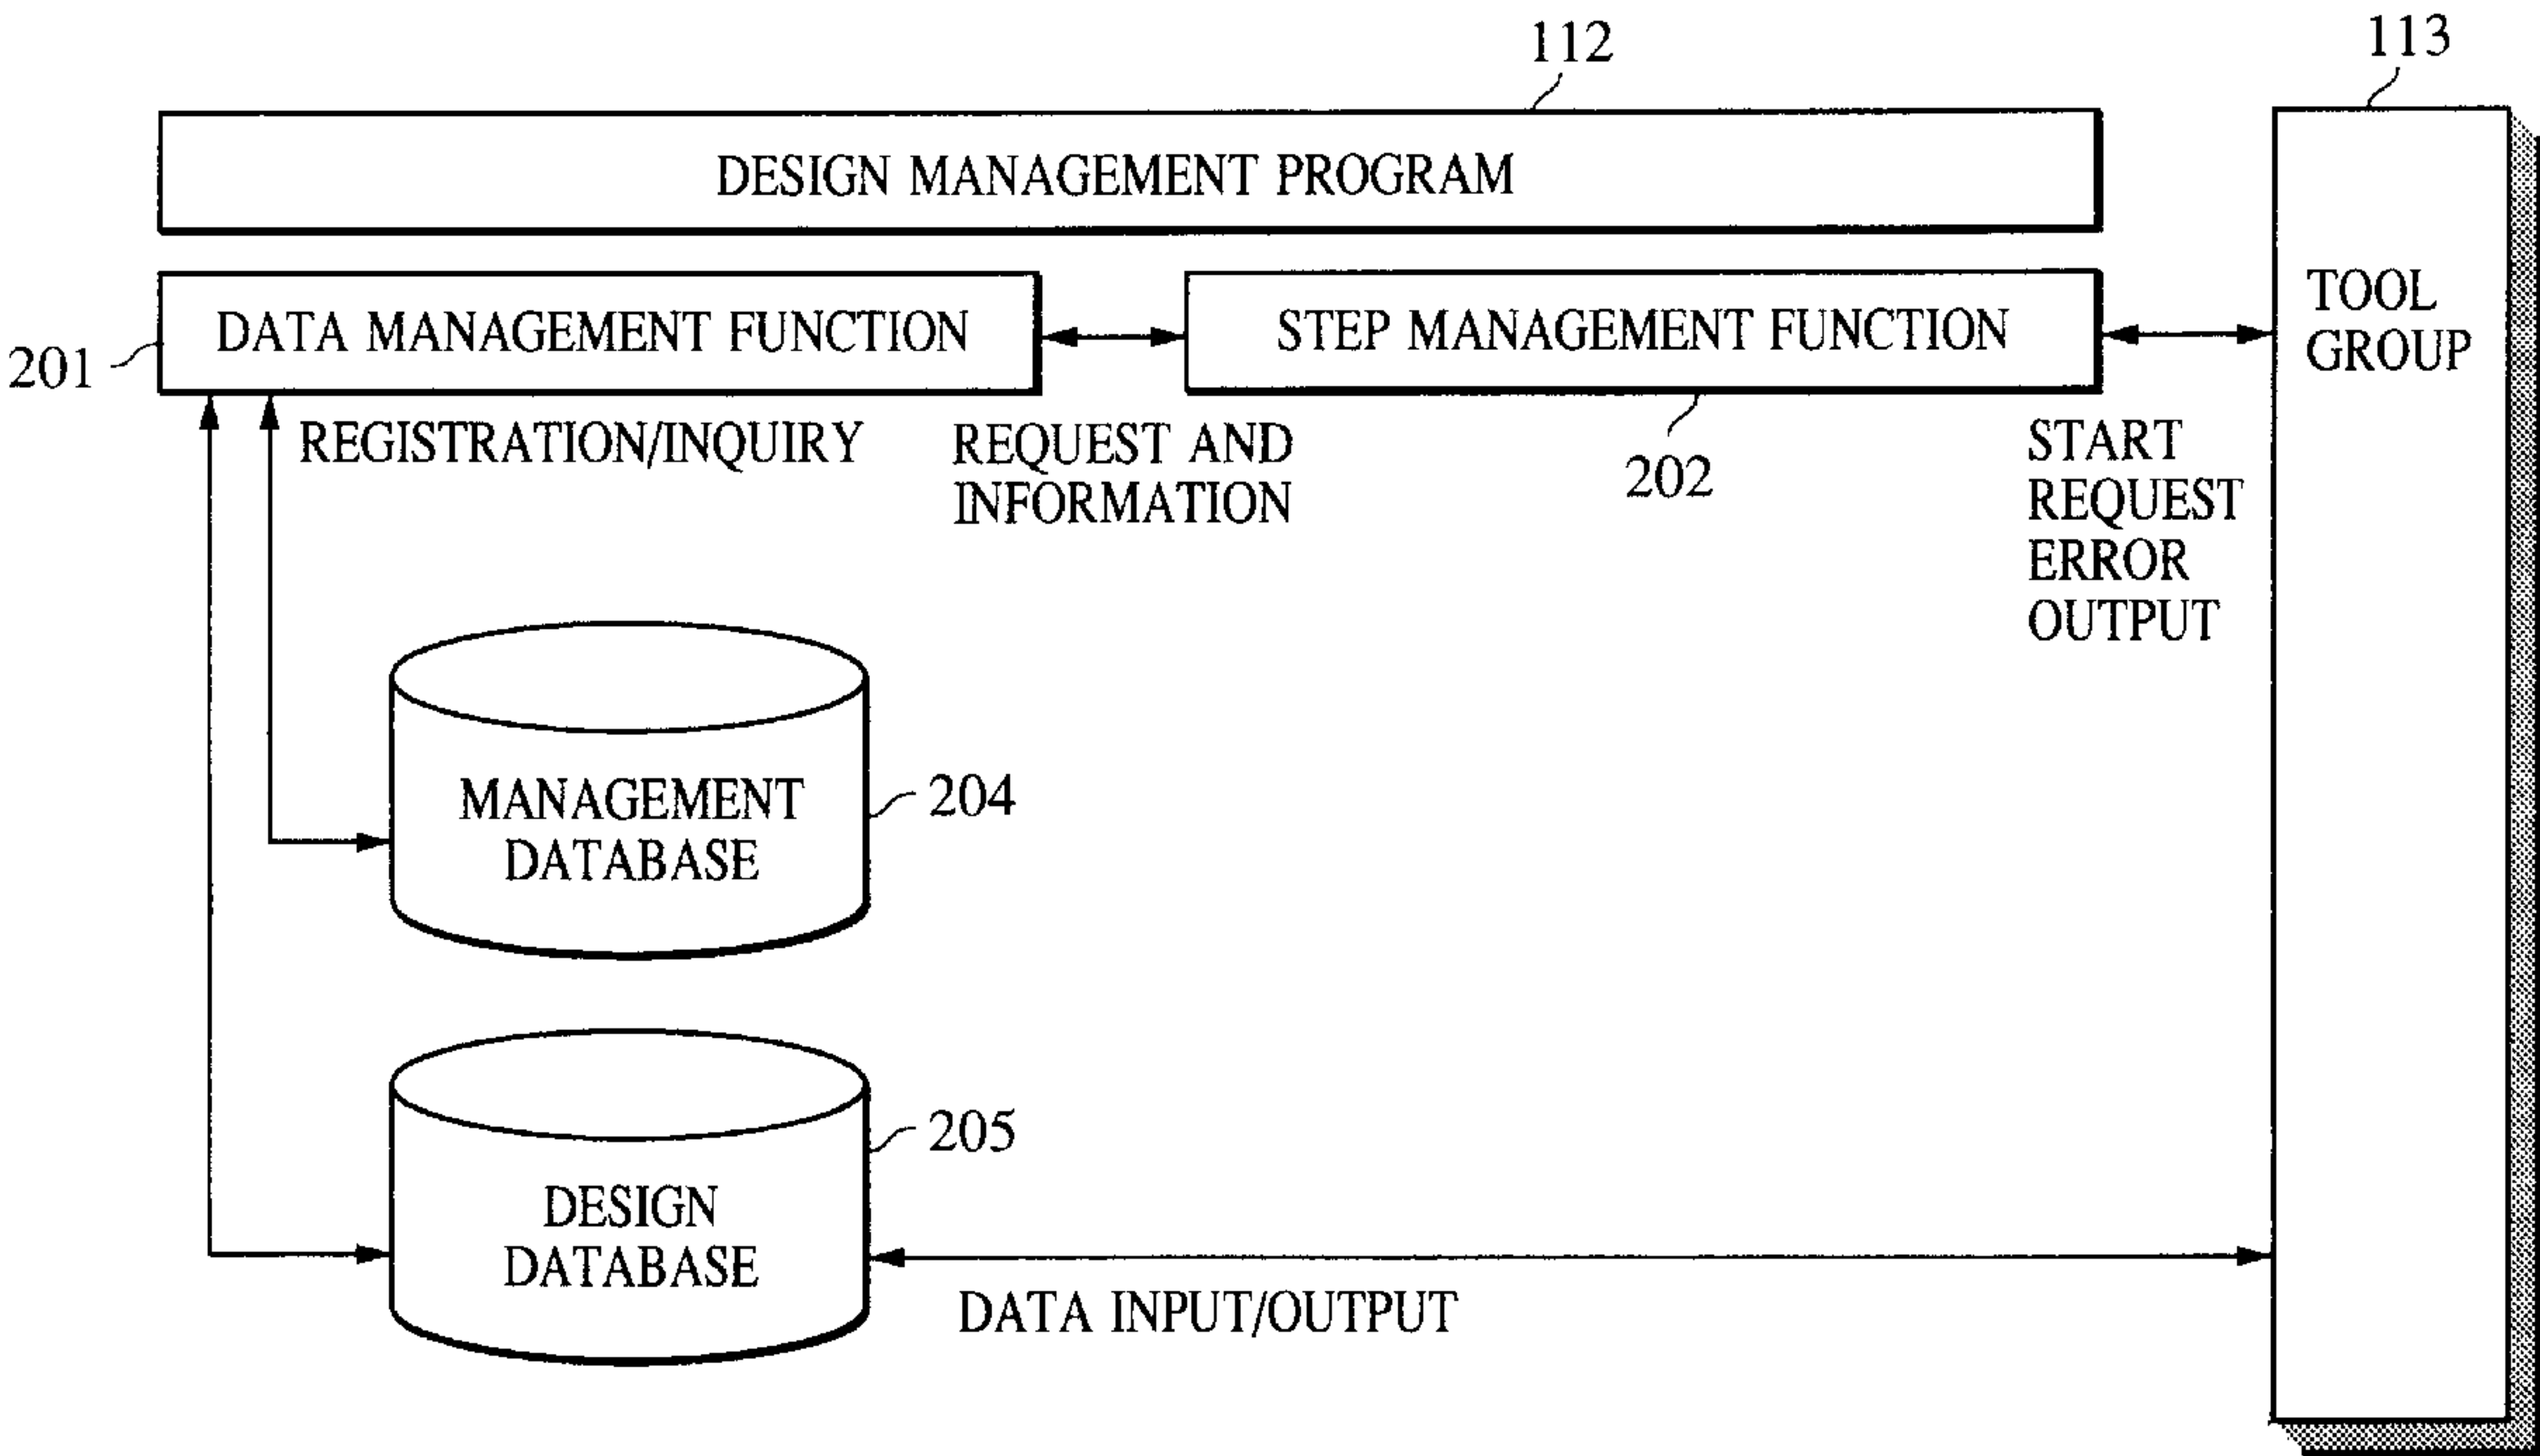 112
113
DESIGN MANAGEMENT PROGRAM
TOOL
GROUP
DATA MANAGEMENT FUNCTION
STEP MANAGEMENT FUNCTION
201
REGISTRATION/INQUIRY
REQUEST AND
INFORMATION
202
START
REQUEST
ERROR
OUTPUT
MANAGEMENT
DATABASE
204
DESIGN
DATABASE
205
DATA INPUT/OUTPUT